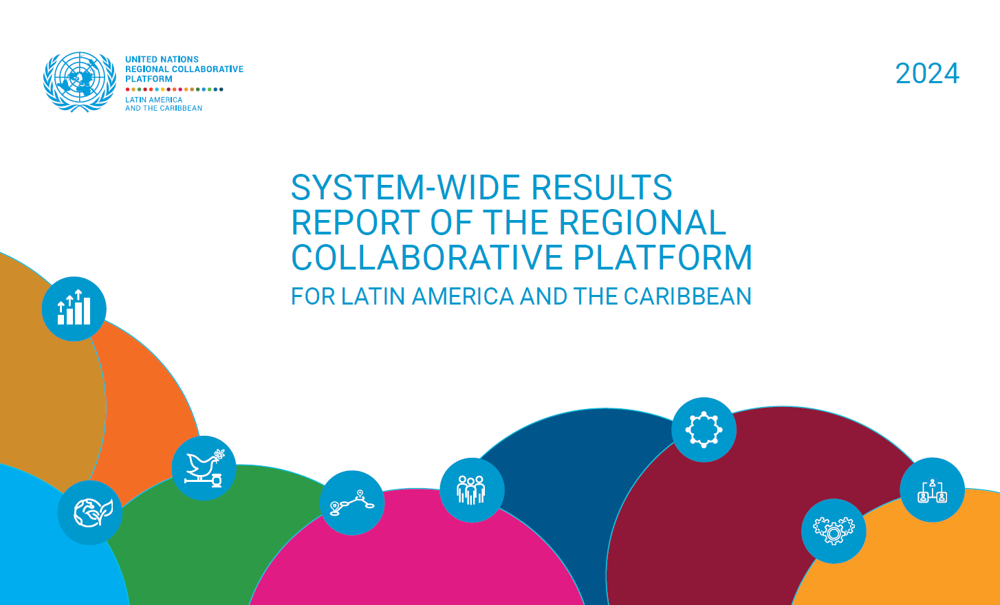 UNITED NATIONS
REGIONAL COLLABORATIVE
PLATFORM
LATIN AMERICA
AND THE CARIBBEAN
2024
SYSTEM-WIDE RESULTS
REPORT OF THE REGIONAL
COLLABORATIVE PLATFORM
FOR LATIN AMERICA AND THE CARIBBEAN